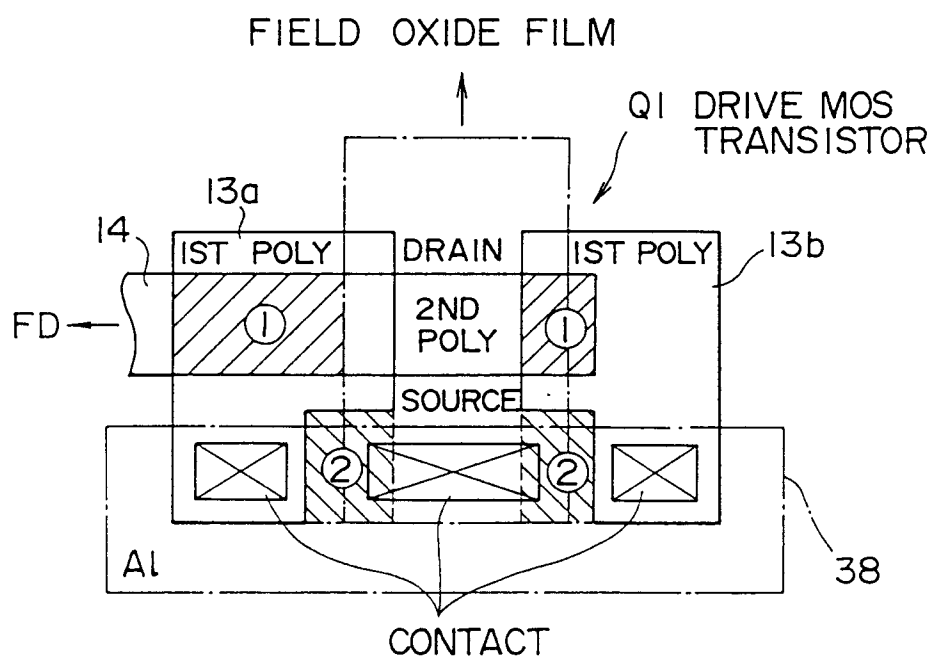 FIELD OXIDE FILM
Q1 DRIVE MOS
TRANSISTOR
13a
14
1ST POLY
DRAIN
1ST POLY
13b
FD
①
2ND
POLY
①
SOURCE
②
②
Al
38
CONTACT